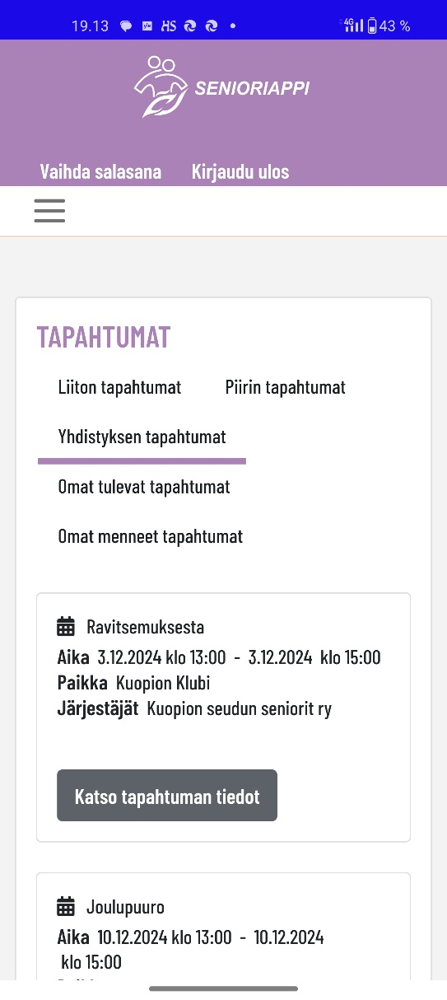 19.13 HS 4G 43 %
SENIORIAPPI
Vaihda salasana Kirjaudu ulos
TAPAHTUMAT
Liiton tapahtumat Piirin tapahtumat
Yhdistyksen tapahtumat
Omat tulevat tapahtumat
Omat menneet tapahtumat
Ravitsemuksesta
Aika 3.12.2024 klo 13:00 - 3.12.2024 klo 15:00
Paikka Kuopion Klubi
Järjestäjät Kuopion seudun seniorit ry
Katso tapahtuman tiedot
Joulupuuro
Aika 10.12.2024 klo 13:00 - 10.12.2024
klo 15:00